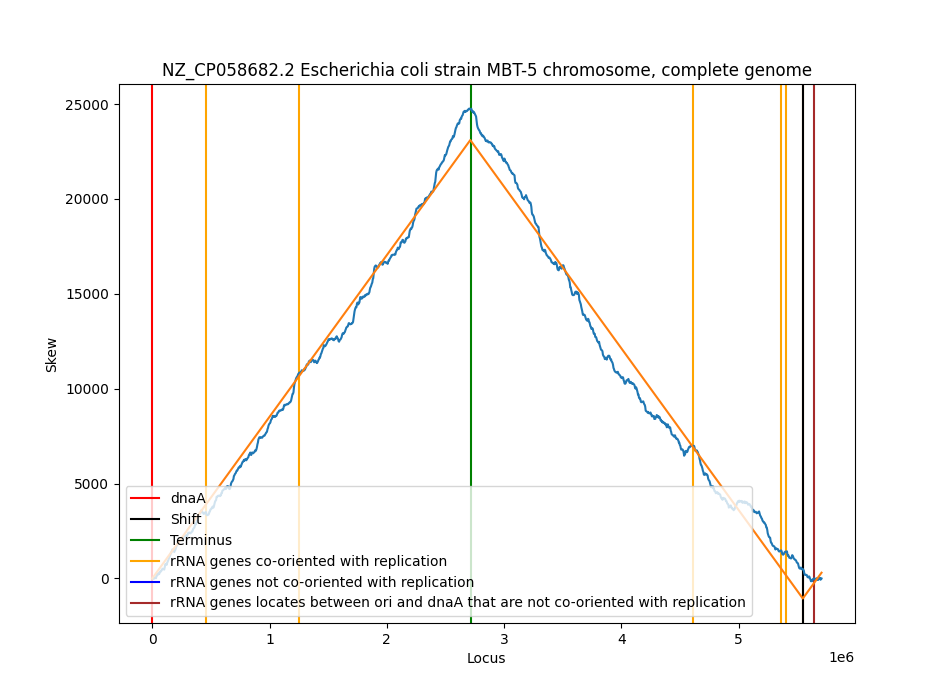 NZ_CP058682.2 Escherichia coli strain MBT-5 chromosome, complete genome
25000
20000
15000
10000
5000
0
Skew
dnaA
Shift
Terminus
rRNA genes co-oriented with replication
rRNA genes not co-oriented with replication
rRNA genes locates between ori and dnaA that are not co-oriented with replication
0 1 2 3 4 5
1e6
Locus